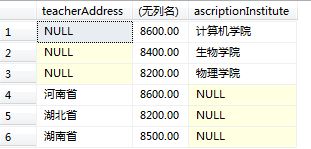 teacherAddress (无列名) ascriptionInstitute
1 NULL 8600.00 计算机学院
2 NULL 8400.00 生物学院
3 NULL 8200.00 物理学院
4 河南省 8600.00 NULL
5 湖北省 8200.00 NULL
6 湖南省 8500.00 NULL